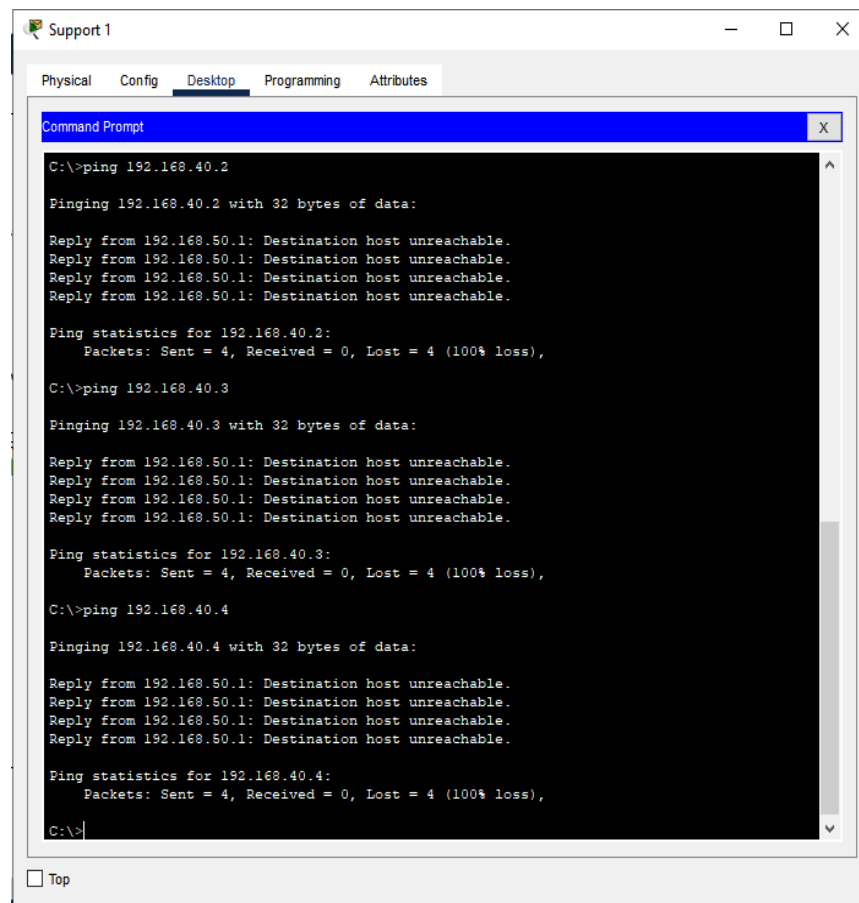 Support 1
Physical Config Desktop Programming Attributes
Command Prompt
X
C:\>ping 192.168.40.2
Pinging 192.168.40.2 with 32 bytes of data:
Reply from 192.168.50.1: Destination host unreachable.
Reply from 192.168.50.1: Destination host unreachable.
Reply from 192.168.50.1: Destination host unreachable.
Reply from 192.168.50.1: Destination host unreachable.
Ping statistics for 192.168.40.2:
Packets: Sent = 4, Received = 0, Lost = 4 (100% loss),
C:\>ping 192.168.40.3
Pinging 192.168.40.3 with 32 bytes of data:
Reply from 192.168.50.1: Destination host unreachable.
Reply from 192.168.50.1: Destination host unreachable.
Reply from 192.168.50.1: Destination host unreachable.
Reply from 192.168.50.1: Destination host unreachable.
Ping statistics for 192.168.40.3:
Packets: Sent = 4, Received = 0, Lost = 4 (100% loss),
C:\>ping 192.168.40.4
Pinging 192.168.40.4 with 32 bytes of data:
Reply from 192.168.50.1: Destination host unreachable.
Reply from 192.168.50.1: Destination host unreachable.
Reply from 192.168.50.1: Destination host unreachable.
Reply from 192.168.50.1: Destination host unreachable.
Ping statistics for 192.168.40.4:
Packets: Sent = 4, Received = 0, Lost = 4 (100% loss),
C:\>
Top